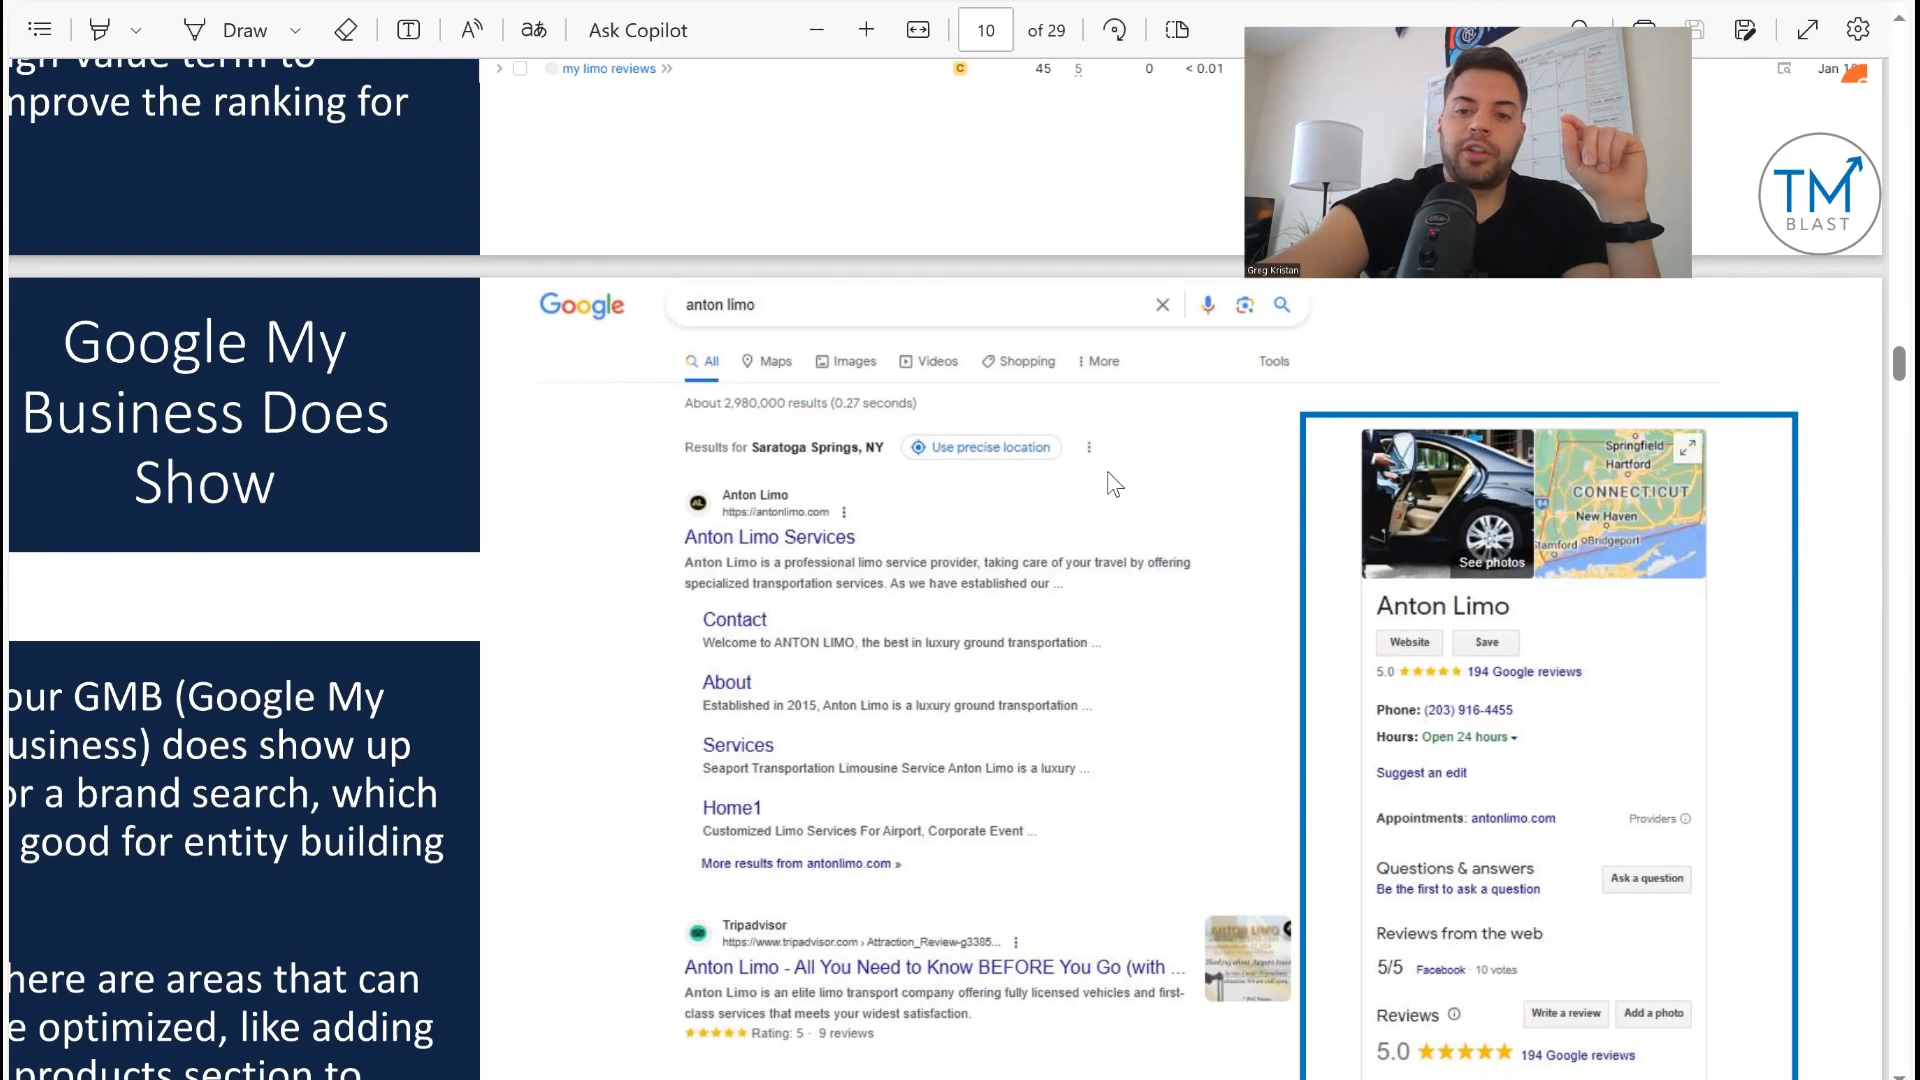 Draw
Ask Copilot
10 of 29
mprove the ranking for
my limo reviews
C
45
5
0
< 0.01
Jan
Greg Kristan
TM
BLAST
Google My
Business Does
Show
our GMB (Google My
usiness) does show up
or a brand search, which
good for entity building
here are areas that can
e optimized, like adding
products section to
Google
anton limo
All
Maps
Images
Videos
Shopping
More
Tools
About 2,980,000 results (0.27 seconds)
Results for Saratoga Springs, NY
Use precise location
Anton Limo
https://antonlimo.com
Anton Limo Services
Anton Limo is a professional limo service provider, taking care of your travel by offering
specialized transportation services. As we have established our ...
Contact
Welcome to ANTON LIMO, the best in luxury ground transportation ...
About
Established in 2015, Anton Limo is a luxury ground transportation ...
Services
Seaport Transportation Limousine Service Anton Limo is a luxury ...
Home1
Customized Limo Services For Airport, Corporate Event ...
More results from antonlimo.com »
Tripadvisor
https://www.tripadvisor.com › Attraction_Review-g3385...
Anton Limo - All You Need to Know BEFORE You Go (with ...
Anton Limo is an elite limo transport company offering fully licensed vehicles and first-
class services that meets your widest satisfaction.
Rating: 5 · 9 reviews
See photos
Springfield
Hartford
CONNECTICUT
New Haven
Bridgeport
Stamford
Anton Limo
Website
Save
5.0
194 Google reviews
Phone: (203) 916-4455
Hours: Open 24 hours
Suggest an edit
Appointments: antonlimo.com
Providers
Questions & answers
Be the first to ask a question
Ask a question
Reviews from the web
5/5 Facebook · 10 votes
Reviews
Write a review
Add a photo
5.0
194 Google reviews